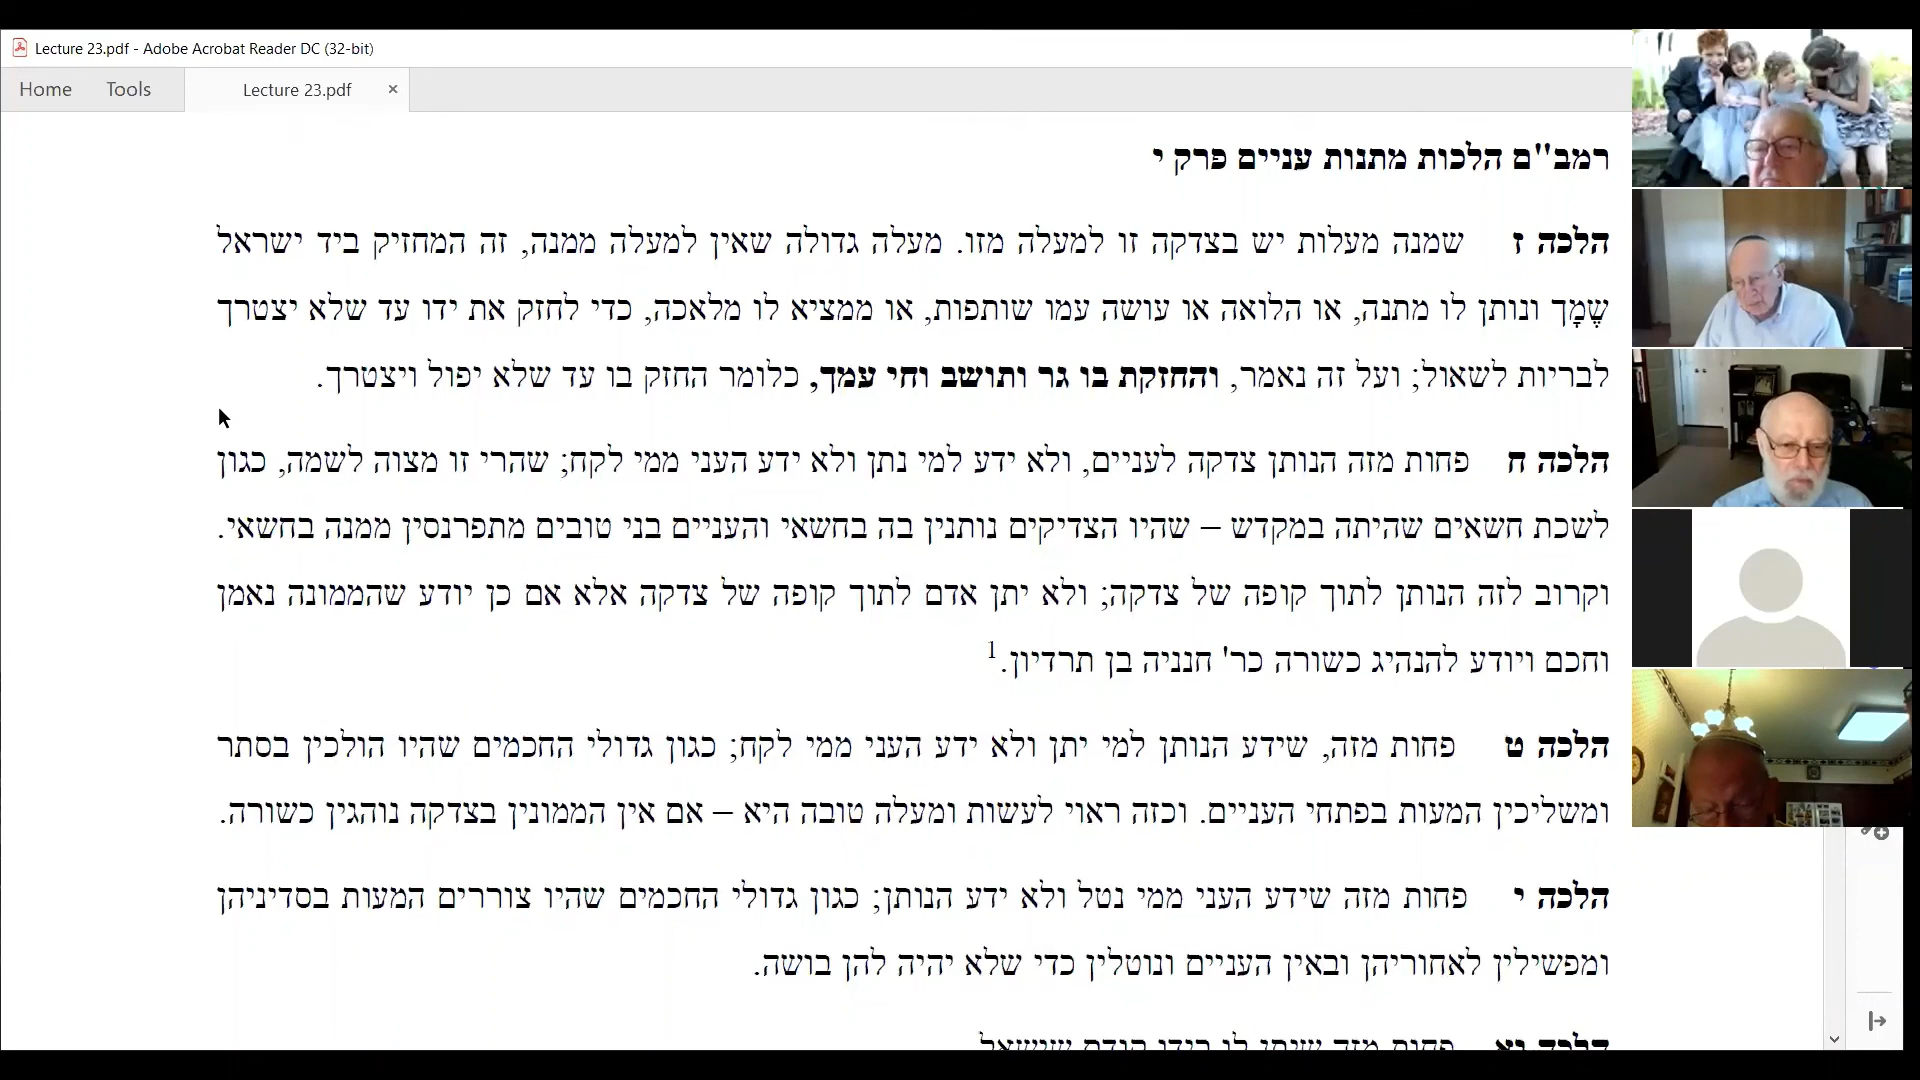 Lecture 23.pdf - Adobe Acrobat Reader DC (32-bit)
Home Tools Lecture 23.pdf ×
רמב"ם הלכות מתנות עניים פרק י
הלכה ז שמנה מעלות יש בצדקה זו למעלה מזו. מעלה גדולה שאין למעלה ממנה, זה המחזיק ביד ישראל
שֶמָך ונותן לו מתנה, או הלואה או עושה עמו שותפות, או ממציא לו מלאכה, כדי לחזק את ידו עד שלא יצטרך
לבריות לשאול; ועל זה נאמר, והחזקת בו גר ותושב וחי עמך, כלומר החזק בו עד שלא יפול ויצטרך.
הלכה ח פחות מזה הנותן צדקה לעניים, ולא ידע למי נתן ולא ידע העני ממי לקח; שהרי זו מצוה לשמה, כגון
לשכת חשאים שהיתה במקדש – שהיו הצדיקים נותנין בה בחשאי והעניים בני טובים מתפרנסין ממנה בחשאי.
וקרוב לזה הנותן לתוך קופה של צדקה; ולא יתן אדם לתוך קופה של צדקה אלא אם כן יודע שהממונה נאמן
וחכם ויודע להנהיג כשורה כר' חנניה בן תרדיון.1
הלכה ט פחות מזה, שידע הנותן למי יתן ולא ידע העני ממי לקח; כגון גדולי החכמים שהיו הולכין בסתר
ומשליכין המעות בפתחי העניים. וכזה ראוי לעשות ומעלה טובה היא – אם אין הממונין בצדקה נוהגין כשורה.
הלכה י פחות מזה שידע העני ממי נטל ולא ידע הנותן; כגון גדולי החכמים שהיו צוררים המעות בסדיניהן
ומפשילין לאחוריהן ובאין העניים ונוטלין כדי שלא יהיה להן בושה.
הלכה יא פחות מזה שיתן לו בידו קודם שישאל